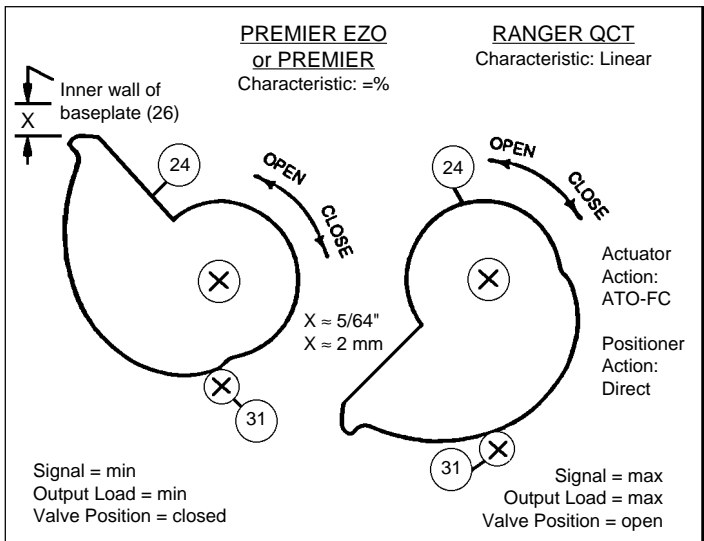 PREMIER EZO
or PREMIER
Characteristic: =%
RANGER QCT
Characteristic: Linear
Inner wall of
baseplate (26)
X
24
OPEN
CLOSE
X ≈ 5/64"
X ≈ 2 mm
31
Signal = min
Output Load = min
Valve Position = closed
24
OPEN
CLOSE
Actuator
Action:
ATO-FC
Positioner
Action:
Direct
31
Signal = max
Output Load = max
Valve Position = open